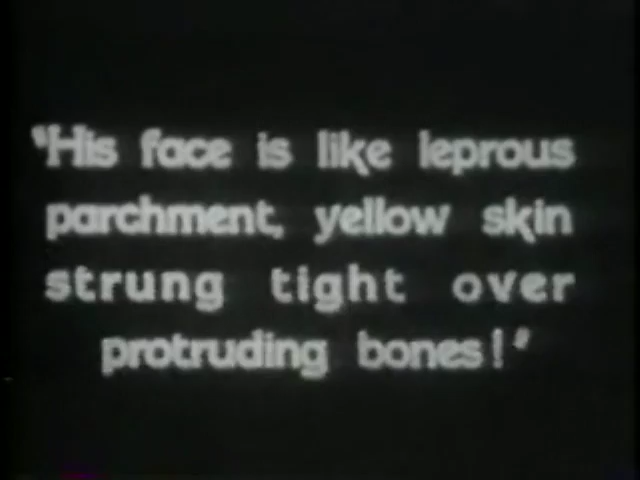 "His face is like leprous
parchment, yellow skin
strung tight over
protruding bones!"